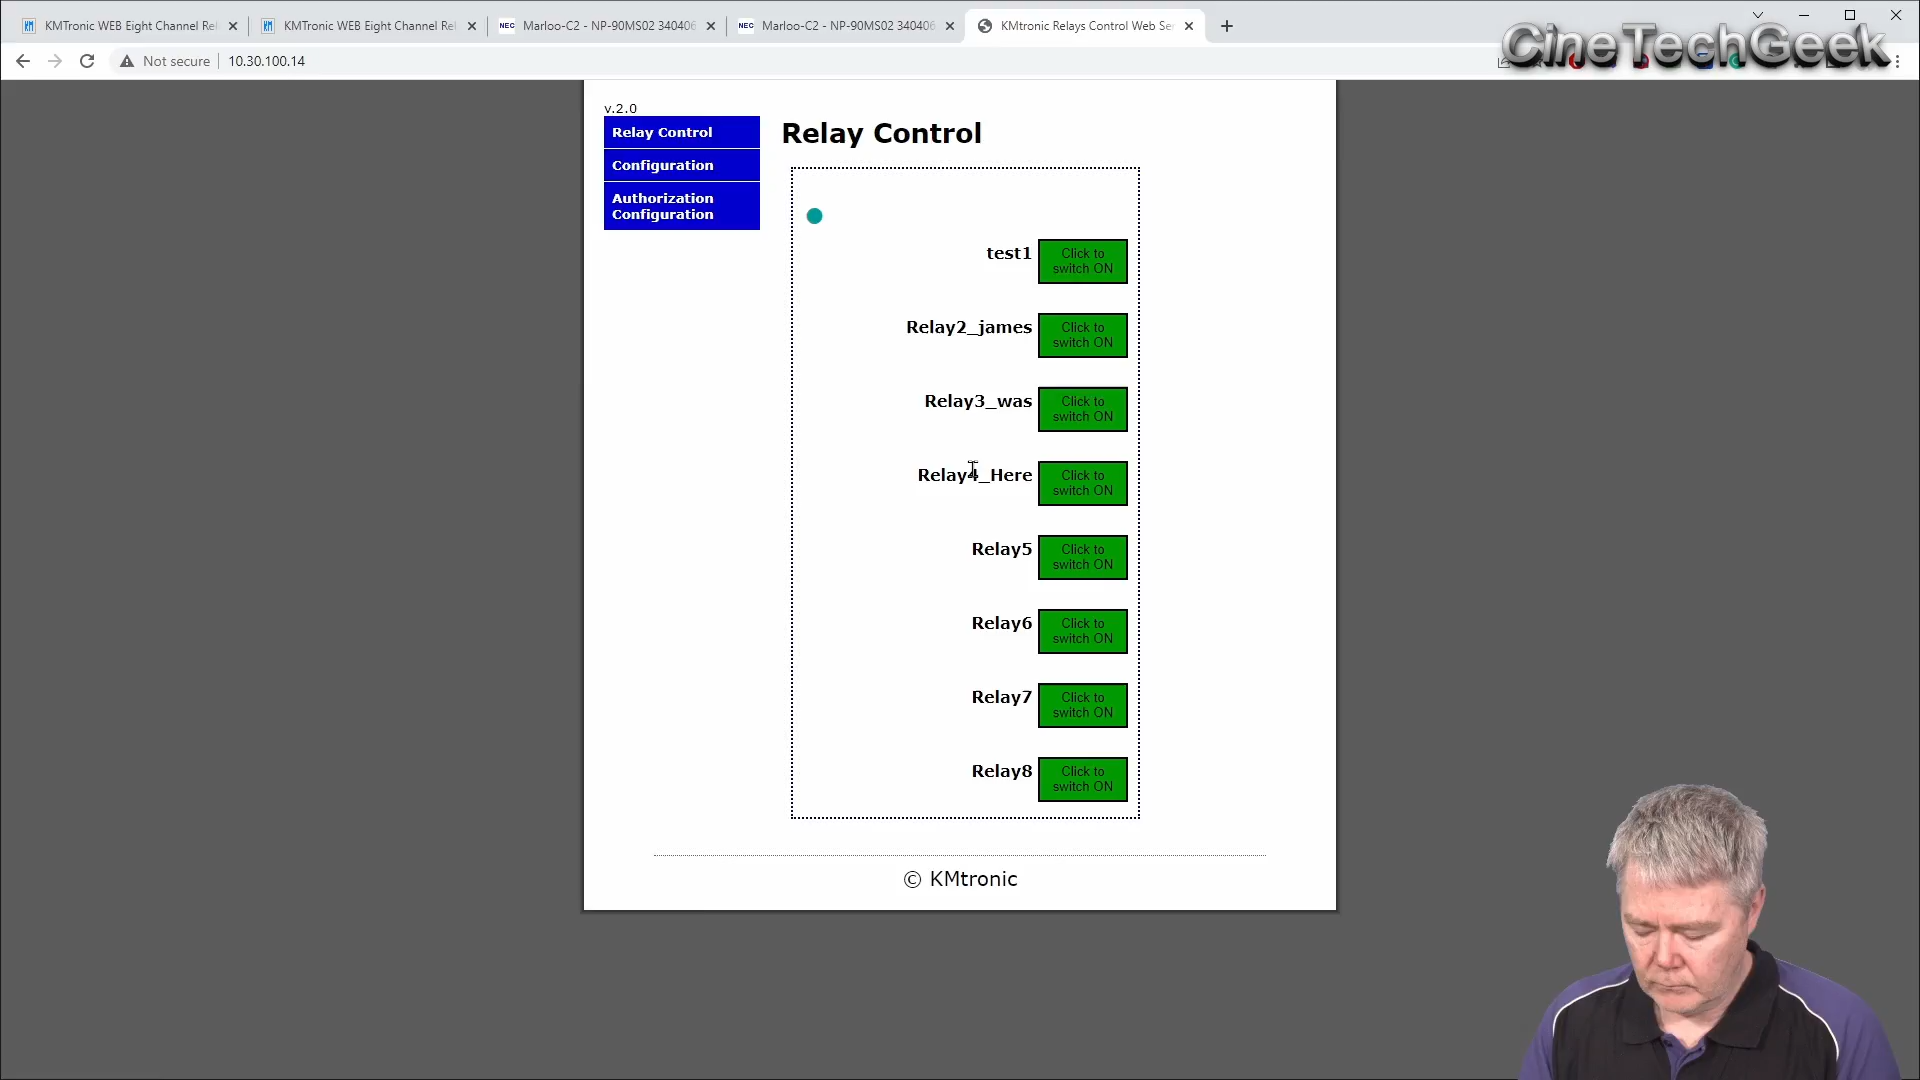 KMTronic WEB Eight Channel Rel
KMTronic WEB Eight Channel Rel
NEC Marloo-C2 - NP-90MS02 340406
NEC Marloo-C2 - NP-90MS02 340406
KMtronic Relays Control Web Ser
Not secure 10.30.100.14
CineTechGeek
v.2.0
Relay Control
Configuration
Authorization
Configuration
Relay Control
test1
Click to
switch ON
Relay2_james
Click to
switch ON
Relay3_was
Click to
switch ON
Relay4_Here
Click to
switch ON
Relay5
Click to
switch ON
Relay6
Click to
switch ON
Relay7
Click to
switch ON
Relay8
Click to
switch ON
© KMtronic